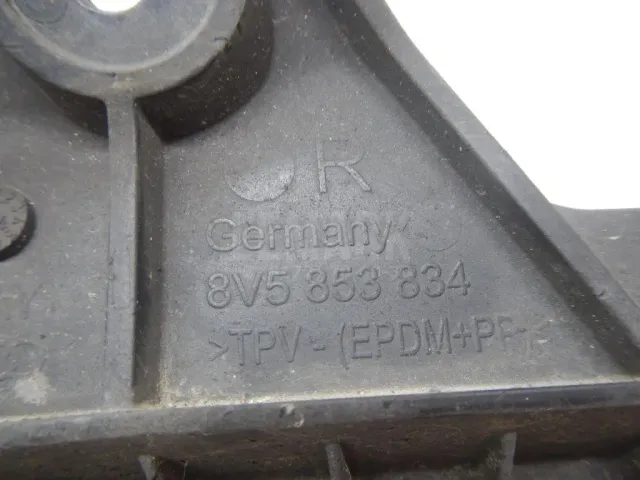 R
Germany
8V5 853 834
>TPV-(EPDM+PP